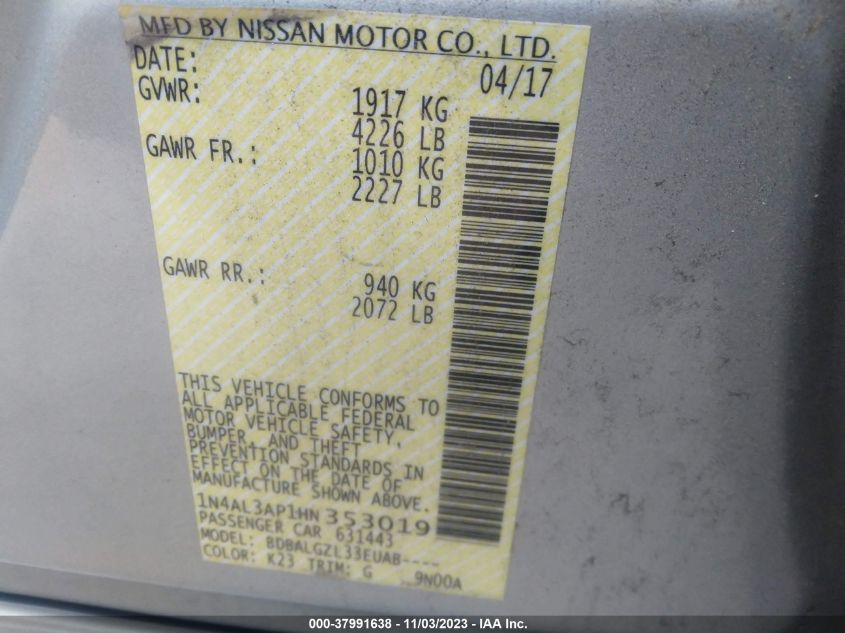 MFD BY NISSAN MOTOR CO., LTD.
DATE: 04/17
GVWR: 1917 KG
4226 LB
GAWR FR.: 1010 KG
2227 LB
GAWR RR.: 940 KG
2072 LB
THIS VEHICLE CONFORMS TO
ALL APPLICABLE FEDERAL
MOTOR VEHICLE SAFETY,
BUMPER, AND THEFT
PREVENTION STANDARDS IN
EFFECT ON THE DATE OF
MANUFACTURE SHOWN ABOVE.
1N4AL3AP1HN 353019
PASSENGER CAR 631443
MODEL: BDBALGZL33EUAB----
COLOR: K23 TRIM: G 9N00A
000-37991638 - 11/03/2023 - © IAA Inc.